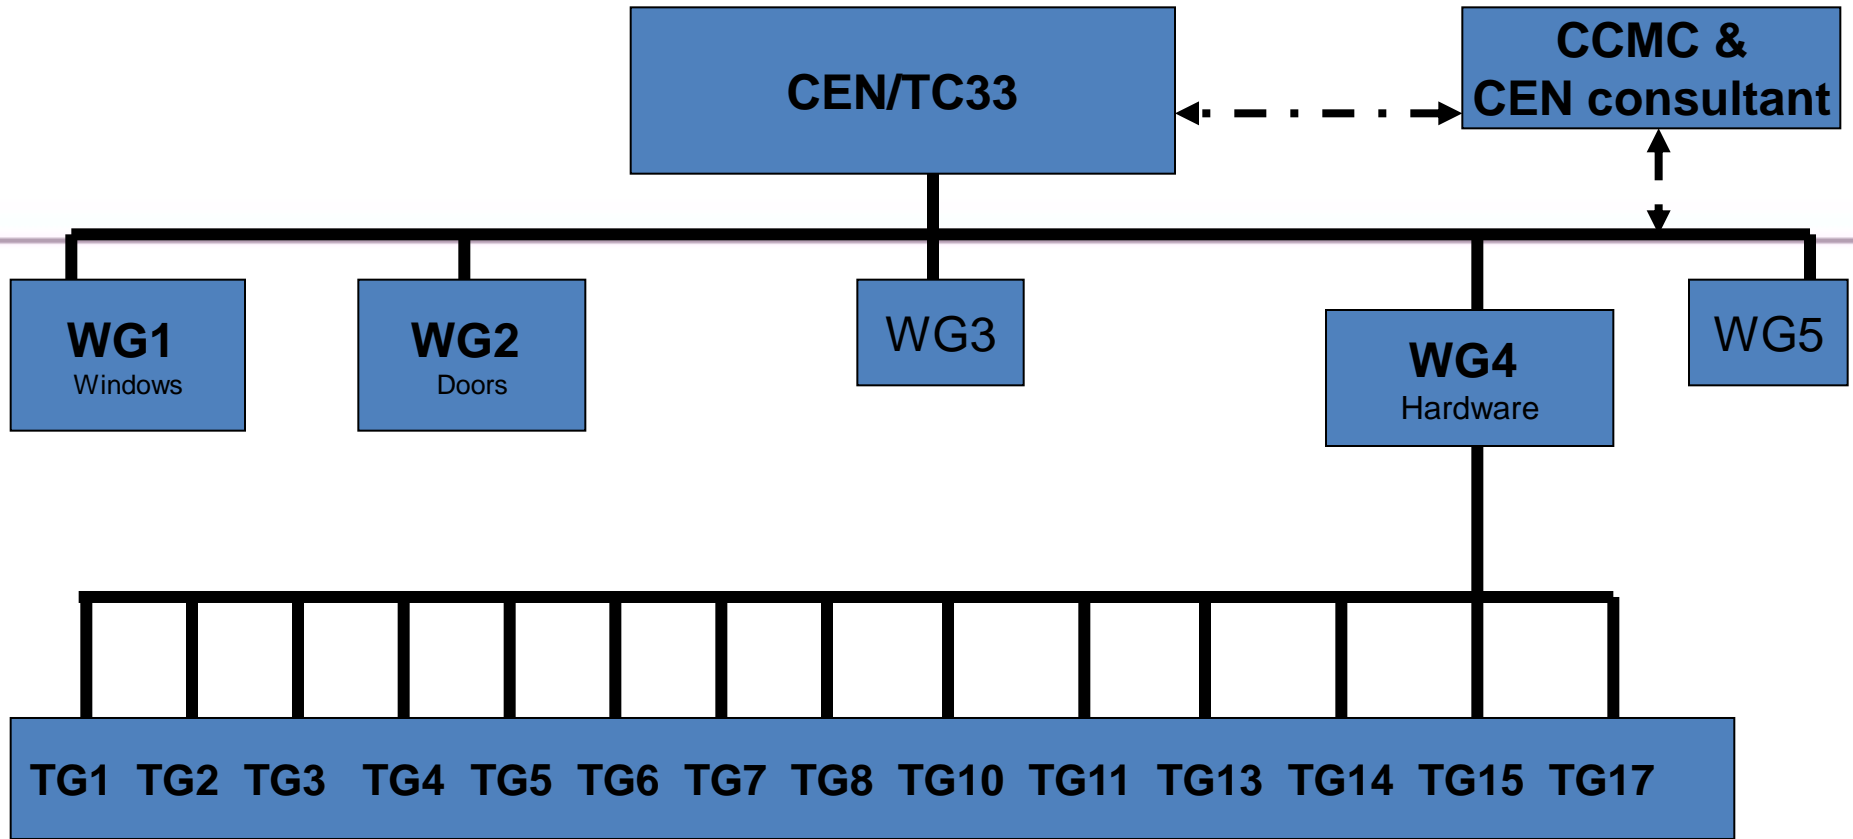 CEN/TC33
CCMC &
CEN consultant
WG1
Windows
WG2
Doors
WG3
WG4
Hardware
WG5
TG1 TG2 TG3 TG4 TG5 TG6 TG7 TG8 TG10 TG11 TG13 TG14 TG15 TG17